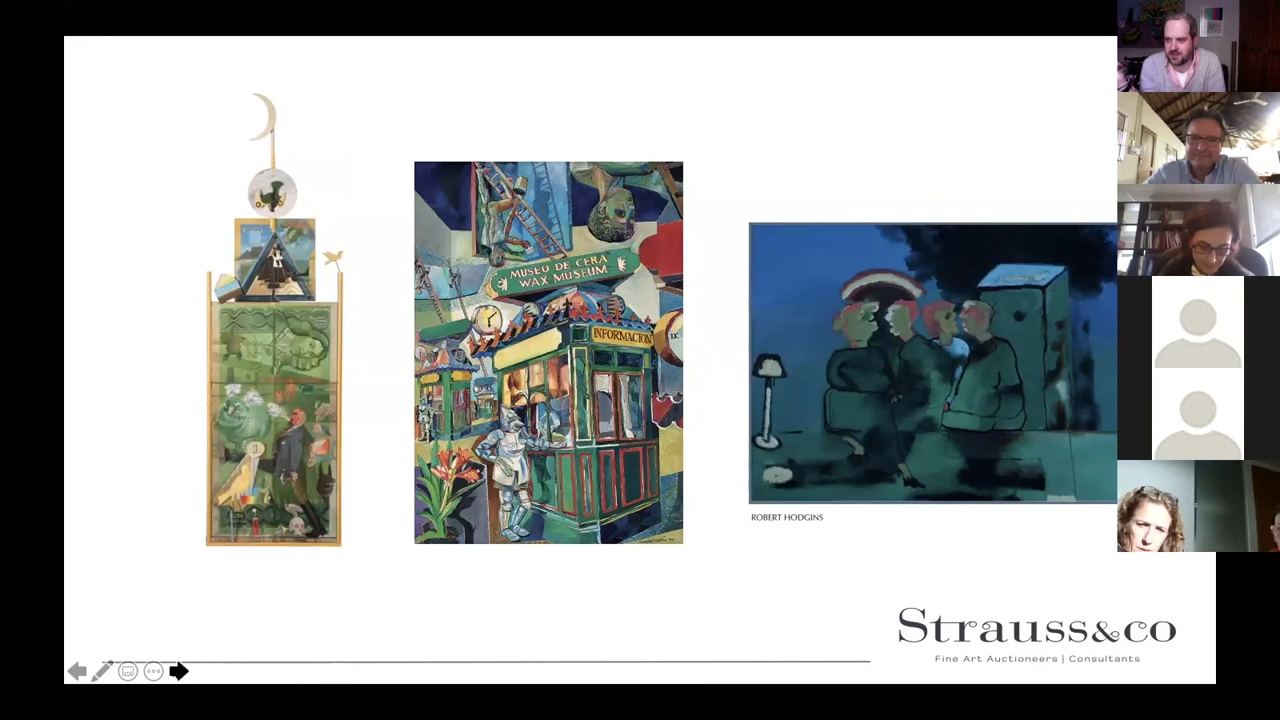 MUSEO DE CERA
WAX MUSEUM
INFORMACION
ROBERT HODGINS
Strauss&co
Fine Art Auctioneers | Consultants